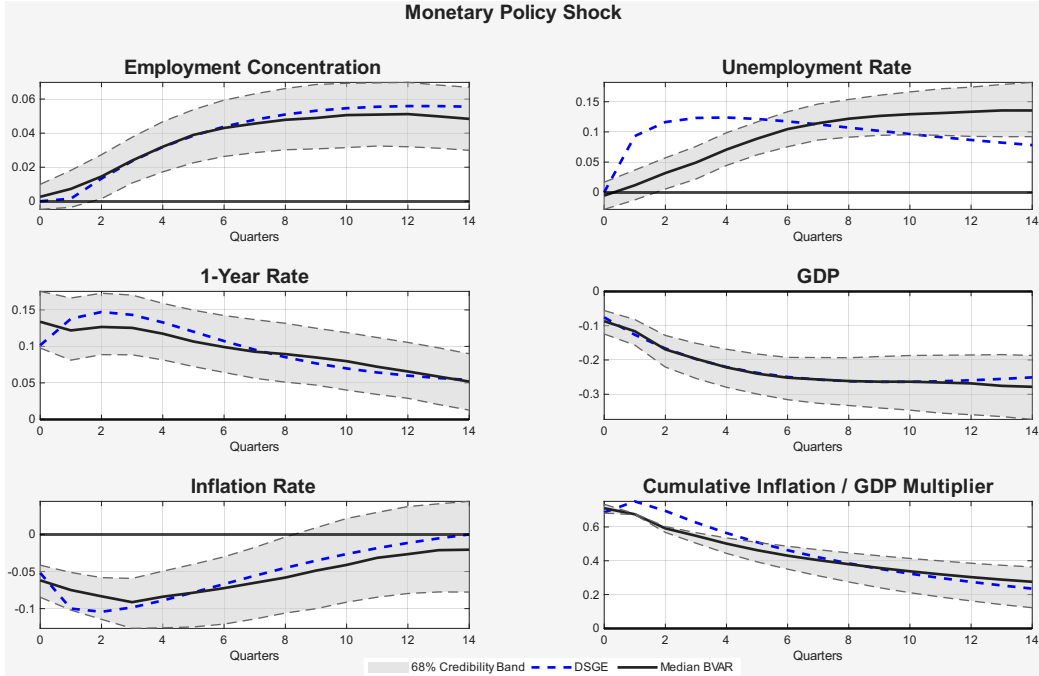 Monetary Policy Shock
Employment Concentration
0.06
0.04
0.02
0
0 2 4 6 8 10 12 14
Quarters
Unemployment Rate
0.15
0.1
0.05
0
0 2 4 6 8 10 12 14
Quarters
1-Year Rate
0.15
0.1
0.05
0
0 2 4 6 8 10 12 14
Quarters
GDP
0
-0.1
-0.2
-0.3
0 2 4 6 8 10 12 14
Quarters
Inflation Rate
0
-0.05
-0.1
0 2 4 6 8 10 12 14
Quarters
Cumulative Inflation / GDP Multiplier
0.6
0.4
0.2
0
0 2 4 6 8 10 12 14
Quarters
68% Credibility Band DSGE Median BVAR